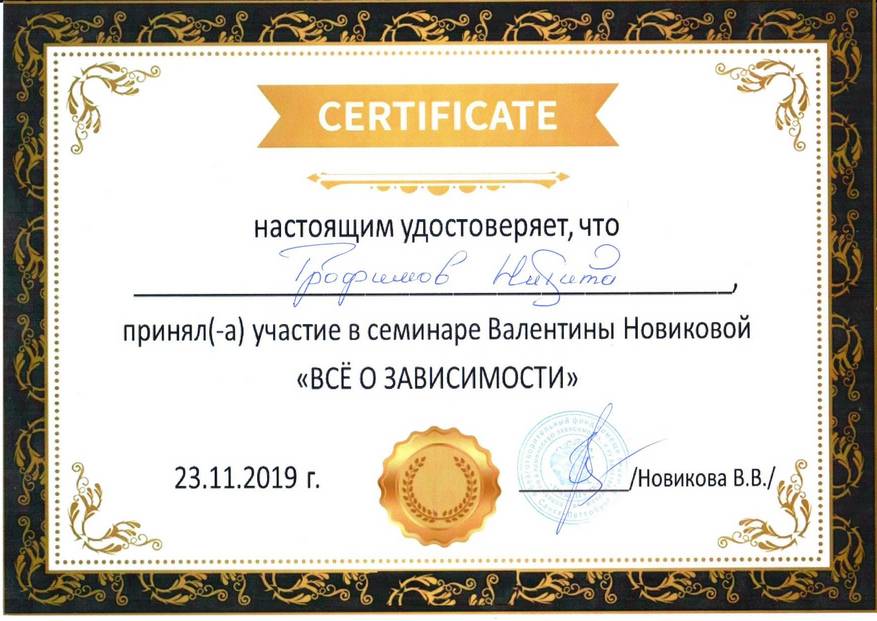 CERTIFICATE
настоящим удостоверяет, что
Трофимов Никита
принял(-а) участие в семинаре Валентины Новиковой
«ВСЁ О ЗАВИСИМОСТИ»
23.11.2019 г.
/Новикова В.В./